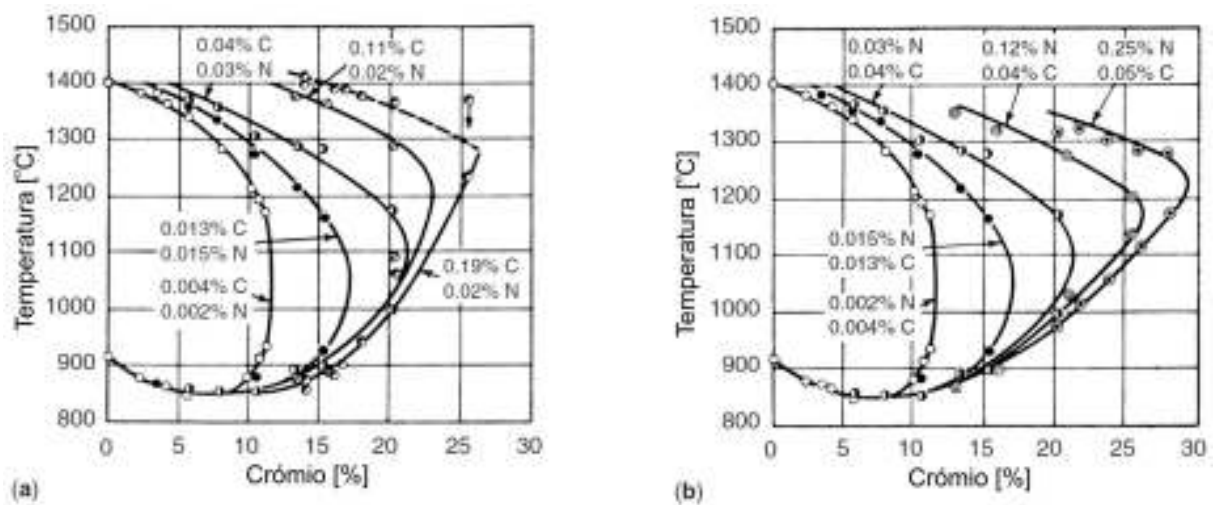 1500
1400
1300
1200
1100
1000
900
800
0
5
10
15
20
25
30
Temperatura [°C]
Crómio [%]
0.04% C
0.03% N
0.11% C
0.02% N
0.013% C
0.015% N
0.004% C
0.002% N
0.19% C
0.02% N
(a)
1500
1400
1300
1200
1100
1000
900
800
0
5
10
15
20
25
30
Temperatura [°C]
Crómio [%]
0.03% N
0.04% C
0.12% N
0.04% C
0.25% N
0.05% C
0.015% N
0.013% C
0.002% N
0.004% C
(b)